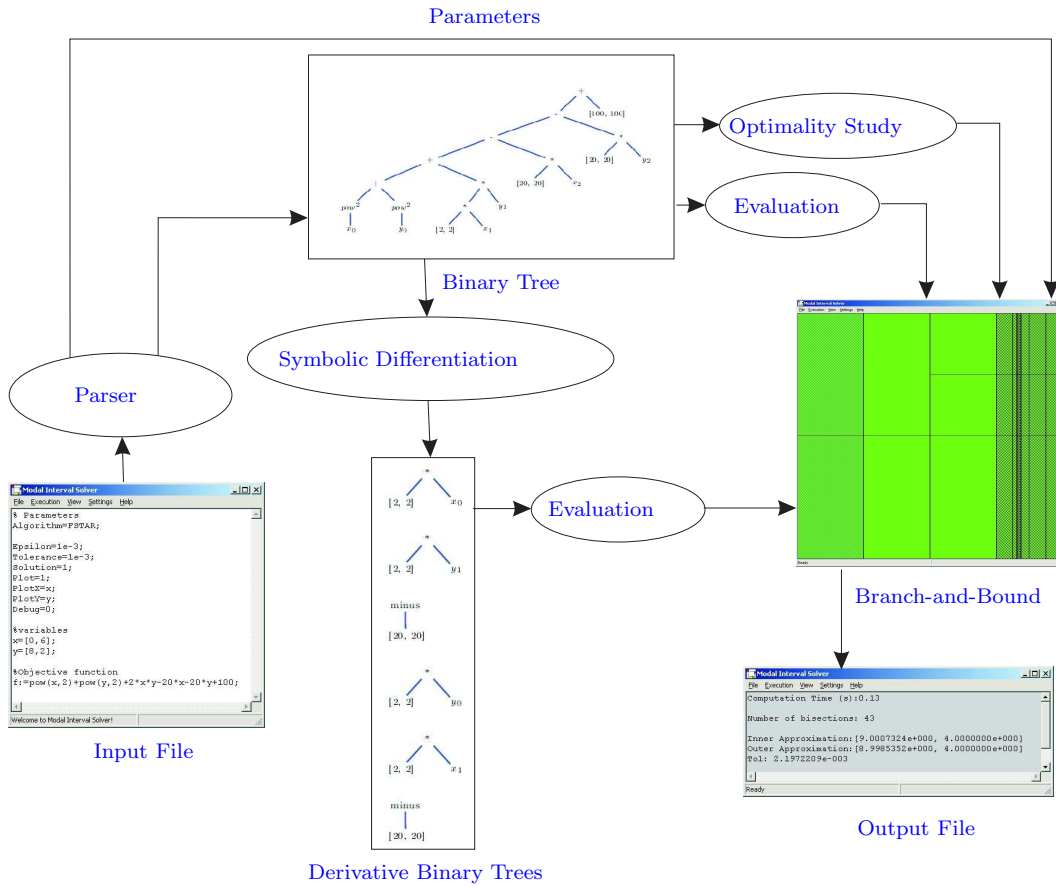 Parameters
+
- [100, 100]
- *
+ * [20, 20] y2
+ * [20, 20] x2
pow2 pow2 * y1
x0 y0 [2, 2] x1
Binary Tree
Optimality Study
Evaluation
Symbolic Differentiation
Parser
Modal Interval Solver
File Execution View Settings Help
% Parameters
Algorithm=FSTAR;
Epsilon=1e-3;
Tolerance=1e-3;
Solution=1;
Plot=1;
PlotX=x;
PlotY=y;
Debug=0;
%variables
x=[0,6];
y=[8,2];
%Objective function
f:=pow(x,2)+pow(y,2)+2*x*y-20*x-20*y+100;
Welcome to Modal Interval Solver!
Input File
*
[2, 2] x0
*
[2, 2] y1
minus
[20, 20]
*
[2, 2] y0
*
[2, 2] x1
minus
[20, 20]
Derivative Binary Trees
Evaluation
Modal Interval Solver
File Execution View Settings Help
Ready
Branch-and-Bound
Modal Interval Solver
File Execution View Settings Help
Computation Time (s):0.13
Number of bisections: 43
Inner Approximation:[9.0007324e+000, 4.0000000e+000]
Outer Approximation:[8.9985352e+000, 4.0000000e+000]
Tol: 2.1972209e-003
Ready
Output File